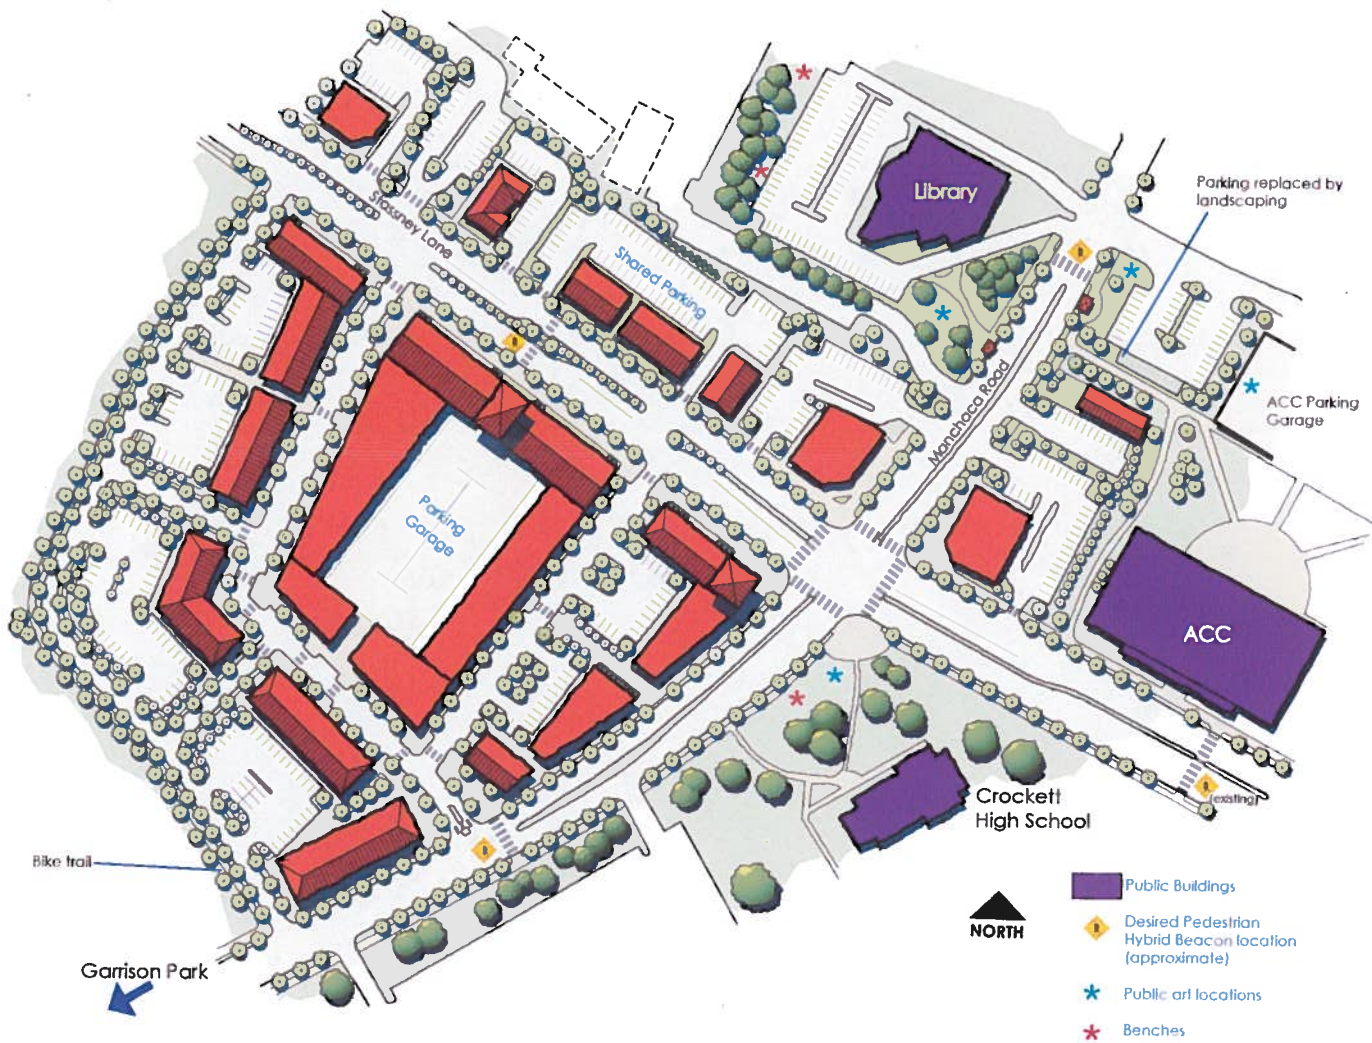 Library
Parking replaced by
landscaping
Stassney Lane
Shared Parking
Manchaca Road
ACC Parking
Garage
Parking
Garage
ACC
Crockett
High School
(existing)
Bike trail
Garrison Park
NORTH
Public Buildings
Desired Pedestrian
Hybrid Beacon location
(approximate)
Public art locations
Benches